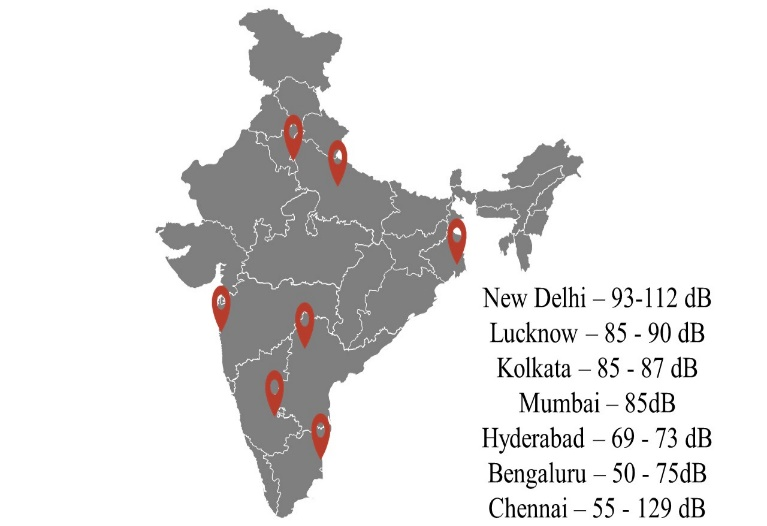 New Delhi – 93-112 dB
Lucknow – 85 - 90 dB
Kolkata – 85 - 87 dB
Mumbai – 85dB
Hyderabad – 69 - 73 dB
Bengaluru – 50 - 75dB
Chennai – 55 - 129 dB